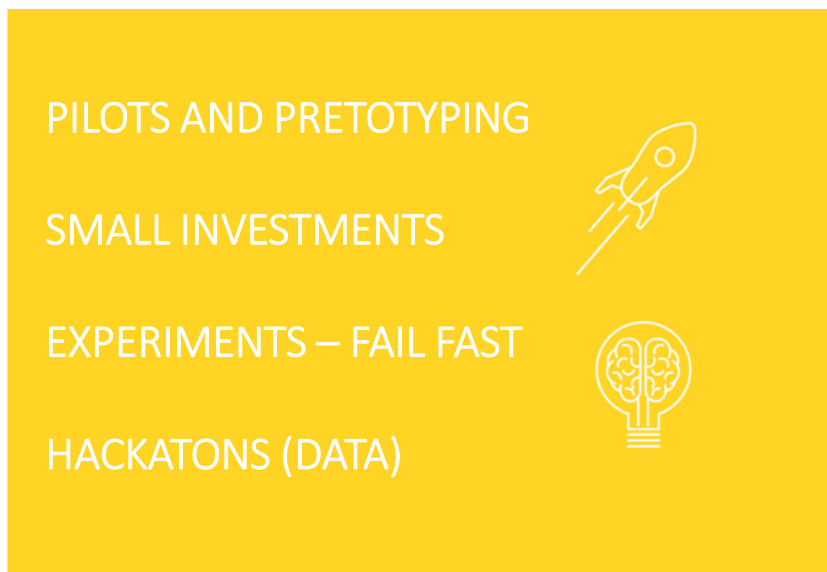 PILOTS AND PRETOTYPING
SMALL INVESTMENTS
EXPERIMENTS – FAIL FAST
HACKATONS (DATA)